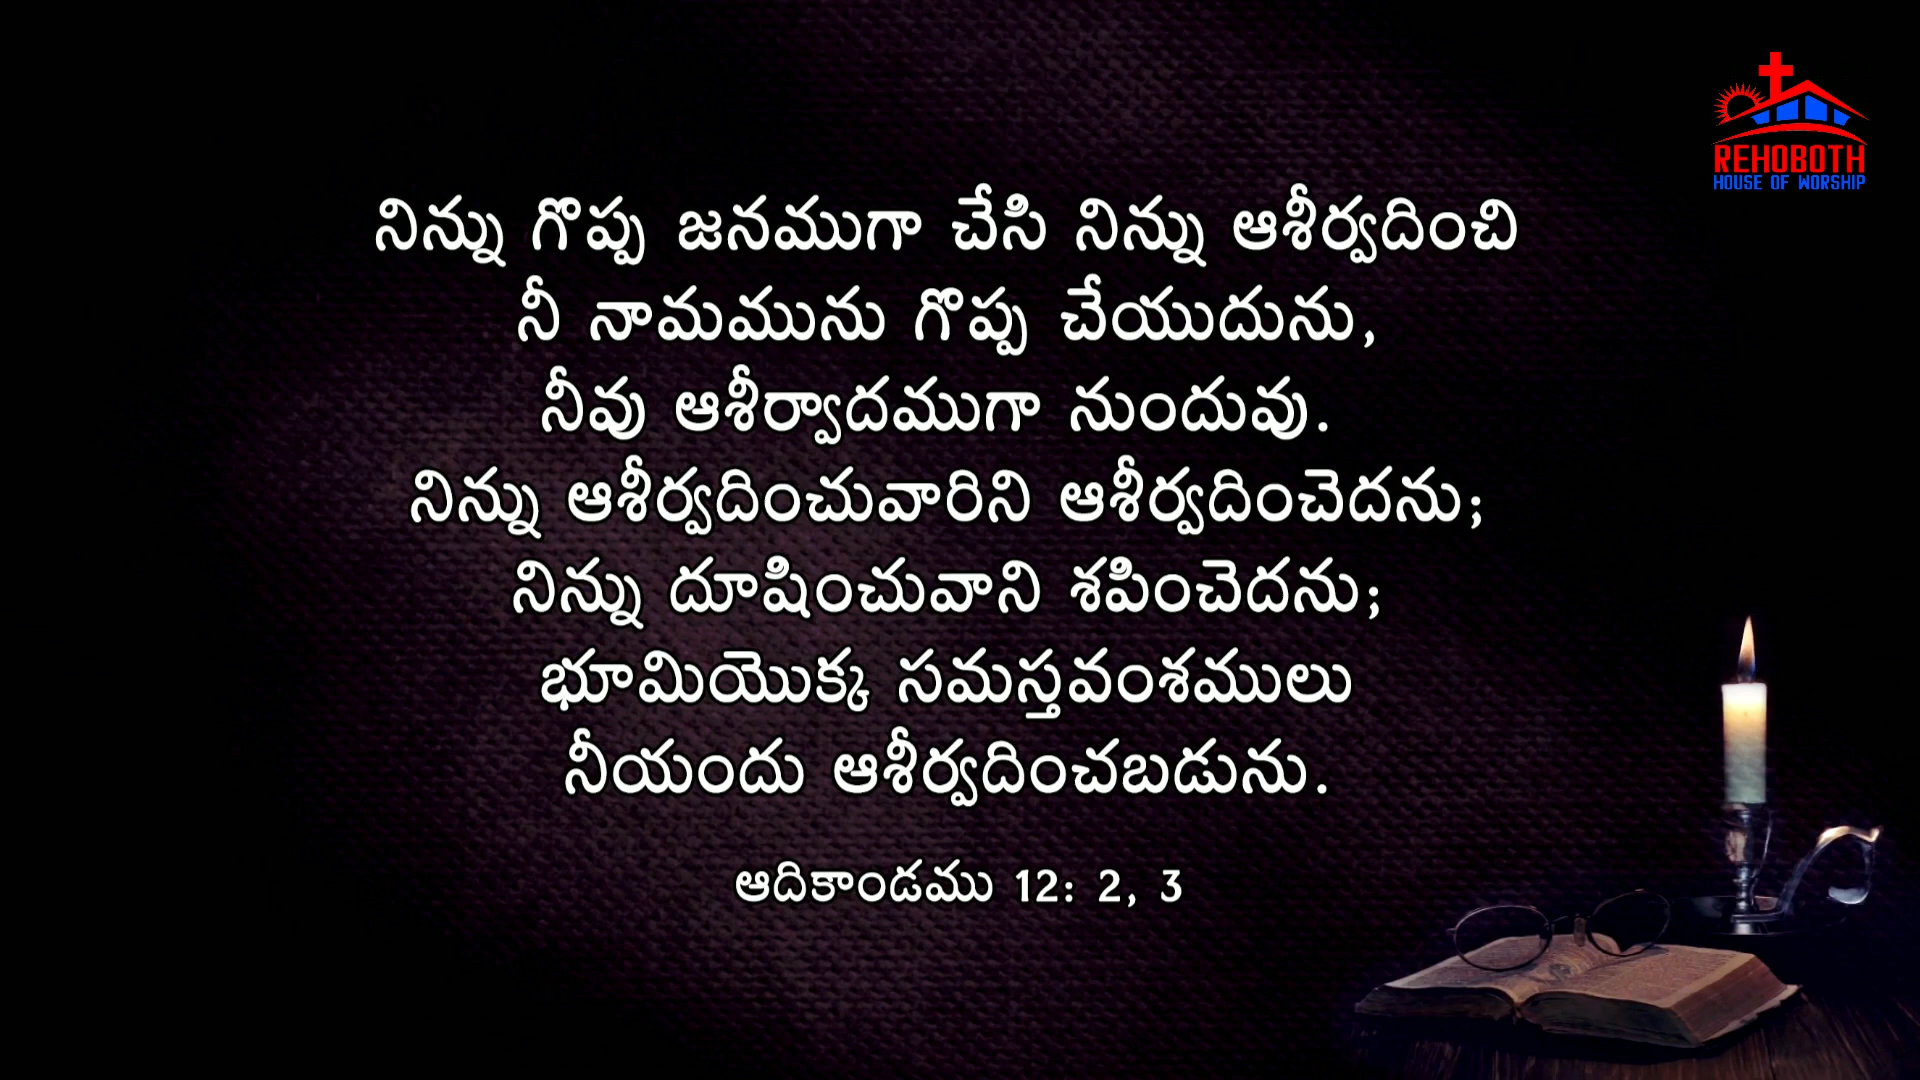 REHOBOTH
HOUSE OF WORSHIP
నిన్ను గొప్ప జనముగా చేసి నిన్ను ఆశీర్వదించి
నీ నామమును గొప్ప చేయుదును,
నీవు ఆశీర్వాదముగా నుందువు.
నిన్ను ఆశీర్వదించువారిని ఆశీర్వదించెదను;
నిన్ను దూషించువాని శపించెదను;
భూమియొక్క సమస్తవంశములు
నీయందు ఆశీర్వదించబడును.
ఆదికాండము 12: 2, 3